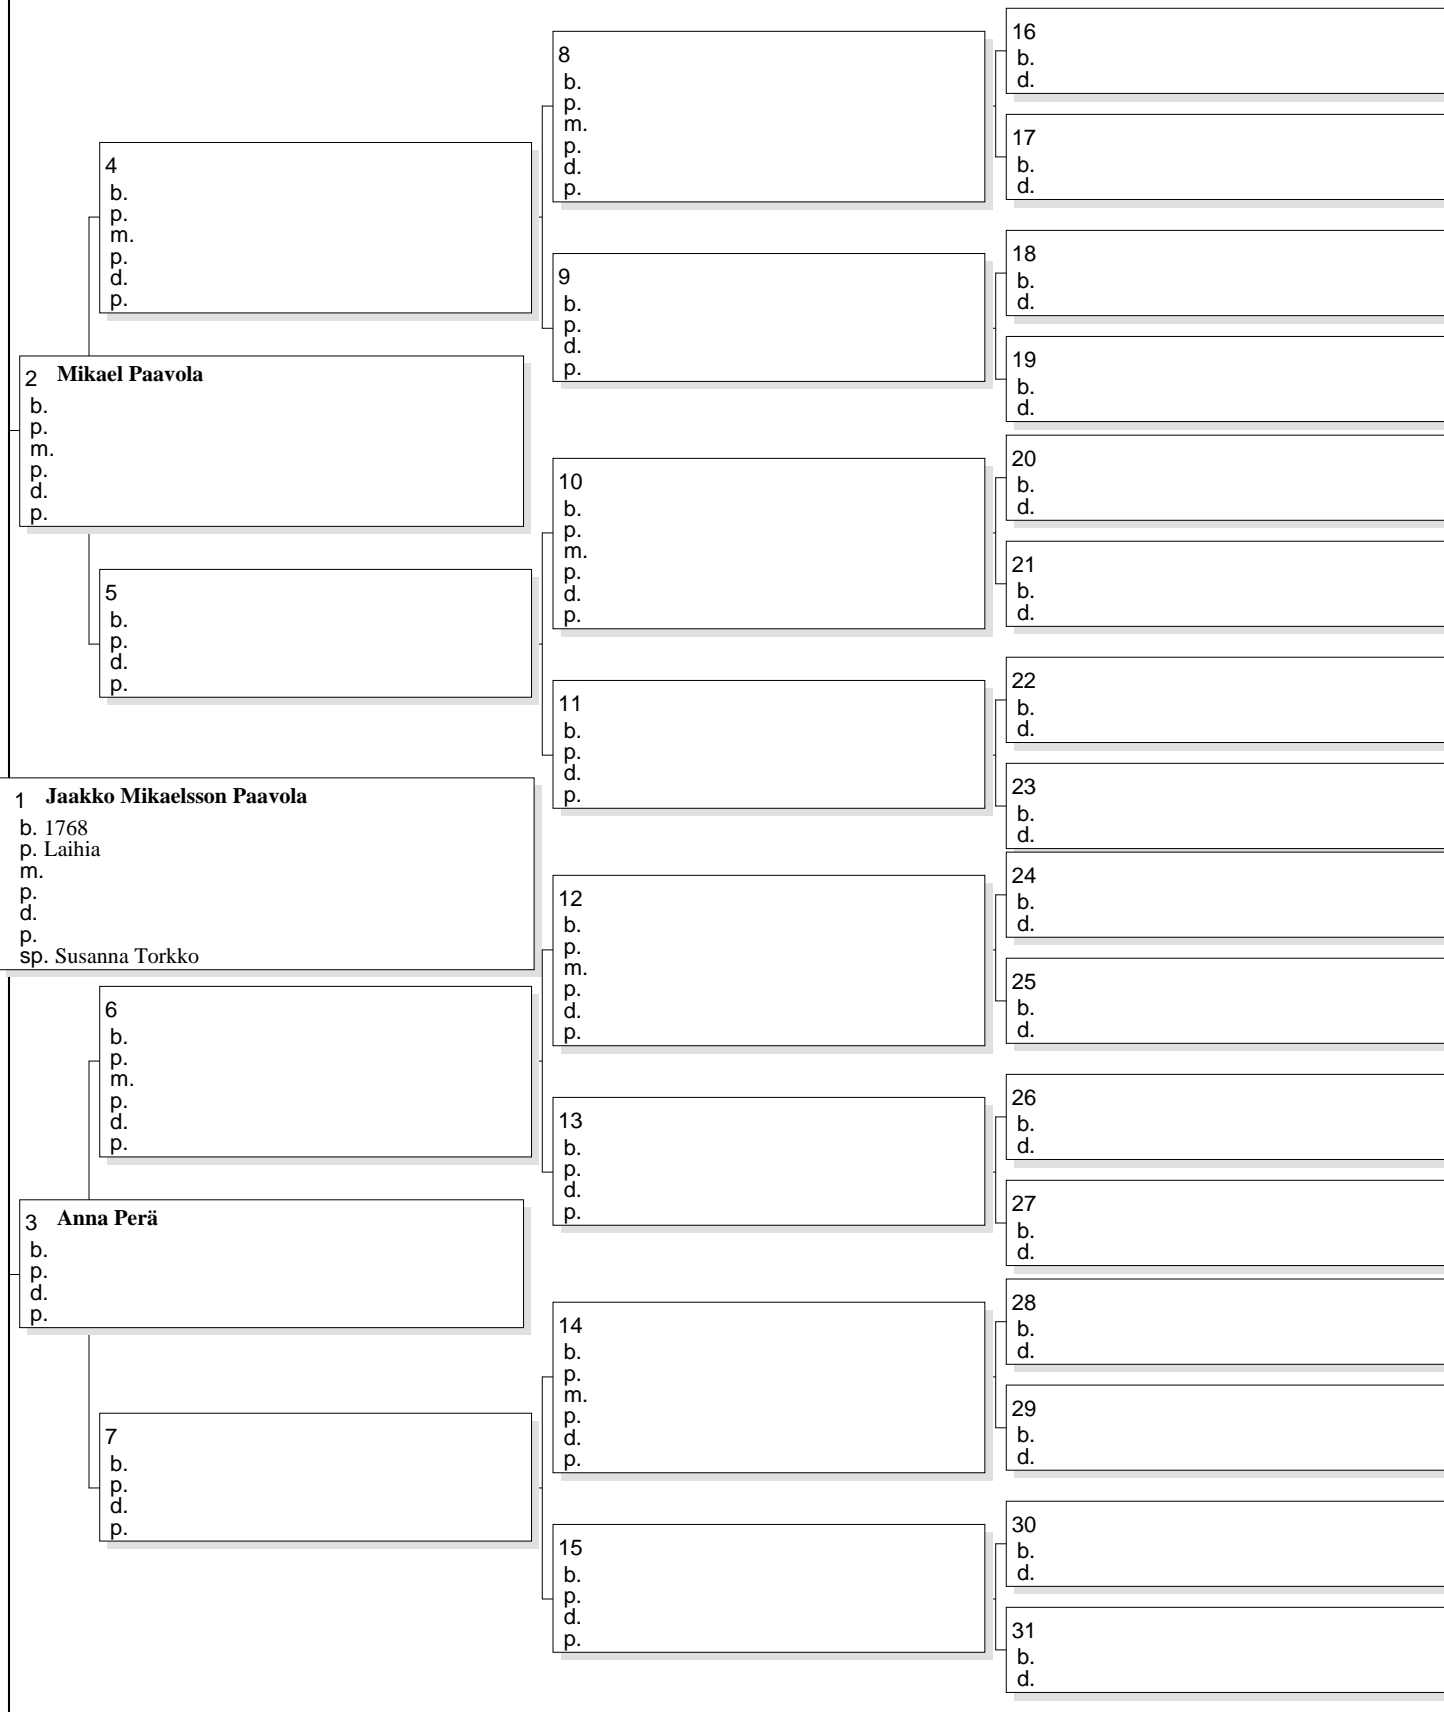 16
b.
d.
8
b.
p.
m.
p.
d.
p.
17
b.
d.
4
b.
p.
m.
p.
d.
p.
18
b.
d.
9
b.
p.
d.
p.
19
b.
d.
2 Mikael Paavola
b.
p.
m.
p.
d.
p.
20
b.
d.
10
b.
p.
m.
p.
d.
p.
21
b.
d.
5
b.
p.
d.
p.
22
b.
d.
11
b.
p.
d.
p.
23
b.
d.
1 Jaakko Mikaelsson Paavola
b. 1768
p. Laihia
m.
p.
d.
p.
sp. Susanna Torkko
24
b.
d.
12
b.
p.
m.
p.
d.
p.
25
b.
d.
6
b.
p.
m.
p.
d.
p.
26
b.
d.
13
b.
p.
d.
p.
27
b.
d.
3 Anna Perä
b.
p.
d.
p.
28
b.
d.
14
b.
p.
m.
p.
d.
p.
29
b.
d.
7
b.
p.
d.
p.
30
b.
d.
15
b.
p.
d.
p.
31
b.
d.